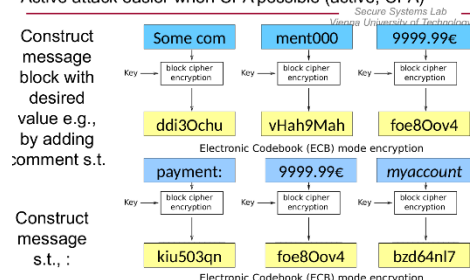 Active attack easier when CPA possible (active, CPA)
Secure Systems Lab
Vienna University of Technology
Construct
message
block with
desired
value e.g.,
by adding
comment s.t.
Some com ment000 9999.99€
Key block cipher encryption Key block cipher encryption Key block cipher encryption
ddi3Ochu vHah9Mah foe8Oov4
Electronic Codebook (ECB) mode encryption
Construct
message
s.t., :
payment: 9999.99€ myaccount
Key block cipher encryption Key block cipher encryption Key block cipher encryption
kiu503qn foe8Oov4 bzd64nl7
Electronic Codebook (ECB) mode encryption